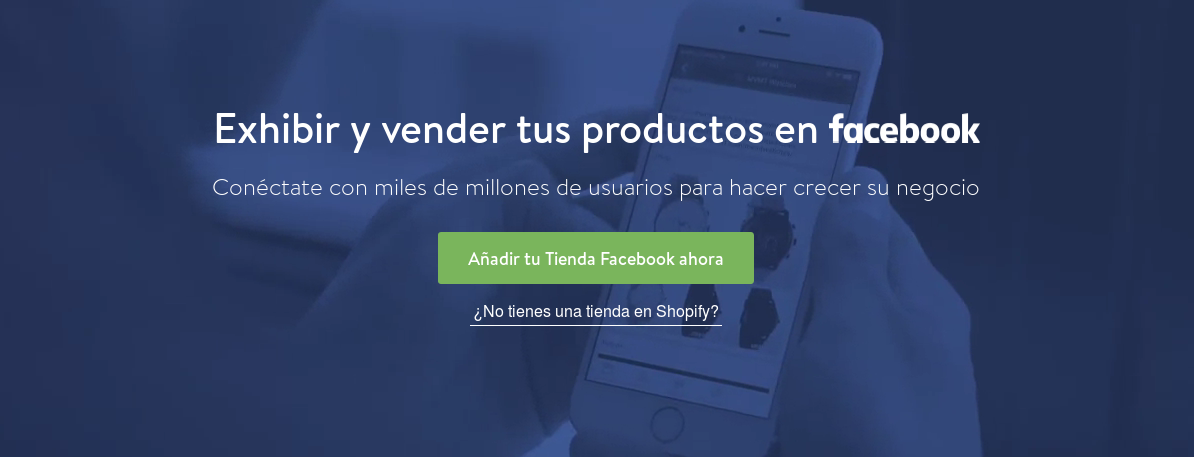 Exhibir y vender tus productos en facebook
Conéctate con miles de millones de usuarios para hacer crecer su negocio
Añadir tu Tienda Facebook ahora
¿No tienes una tienda en Shopify?